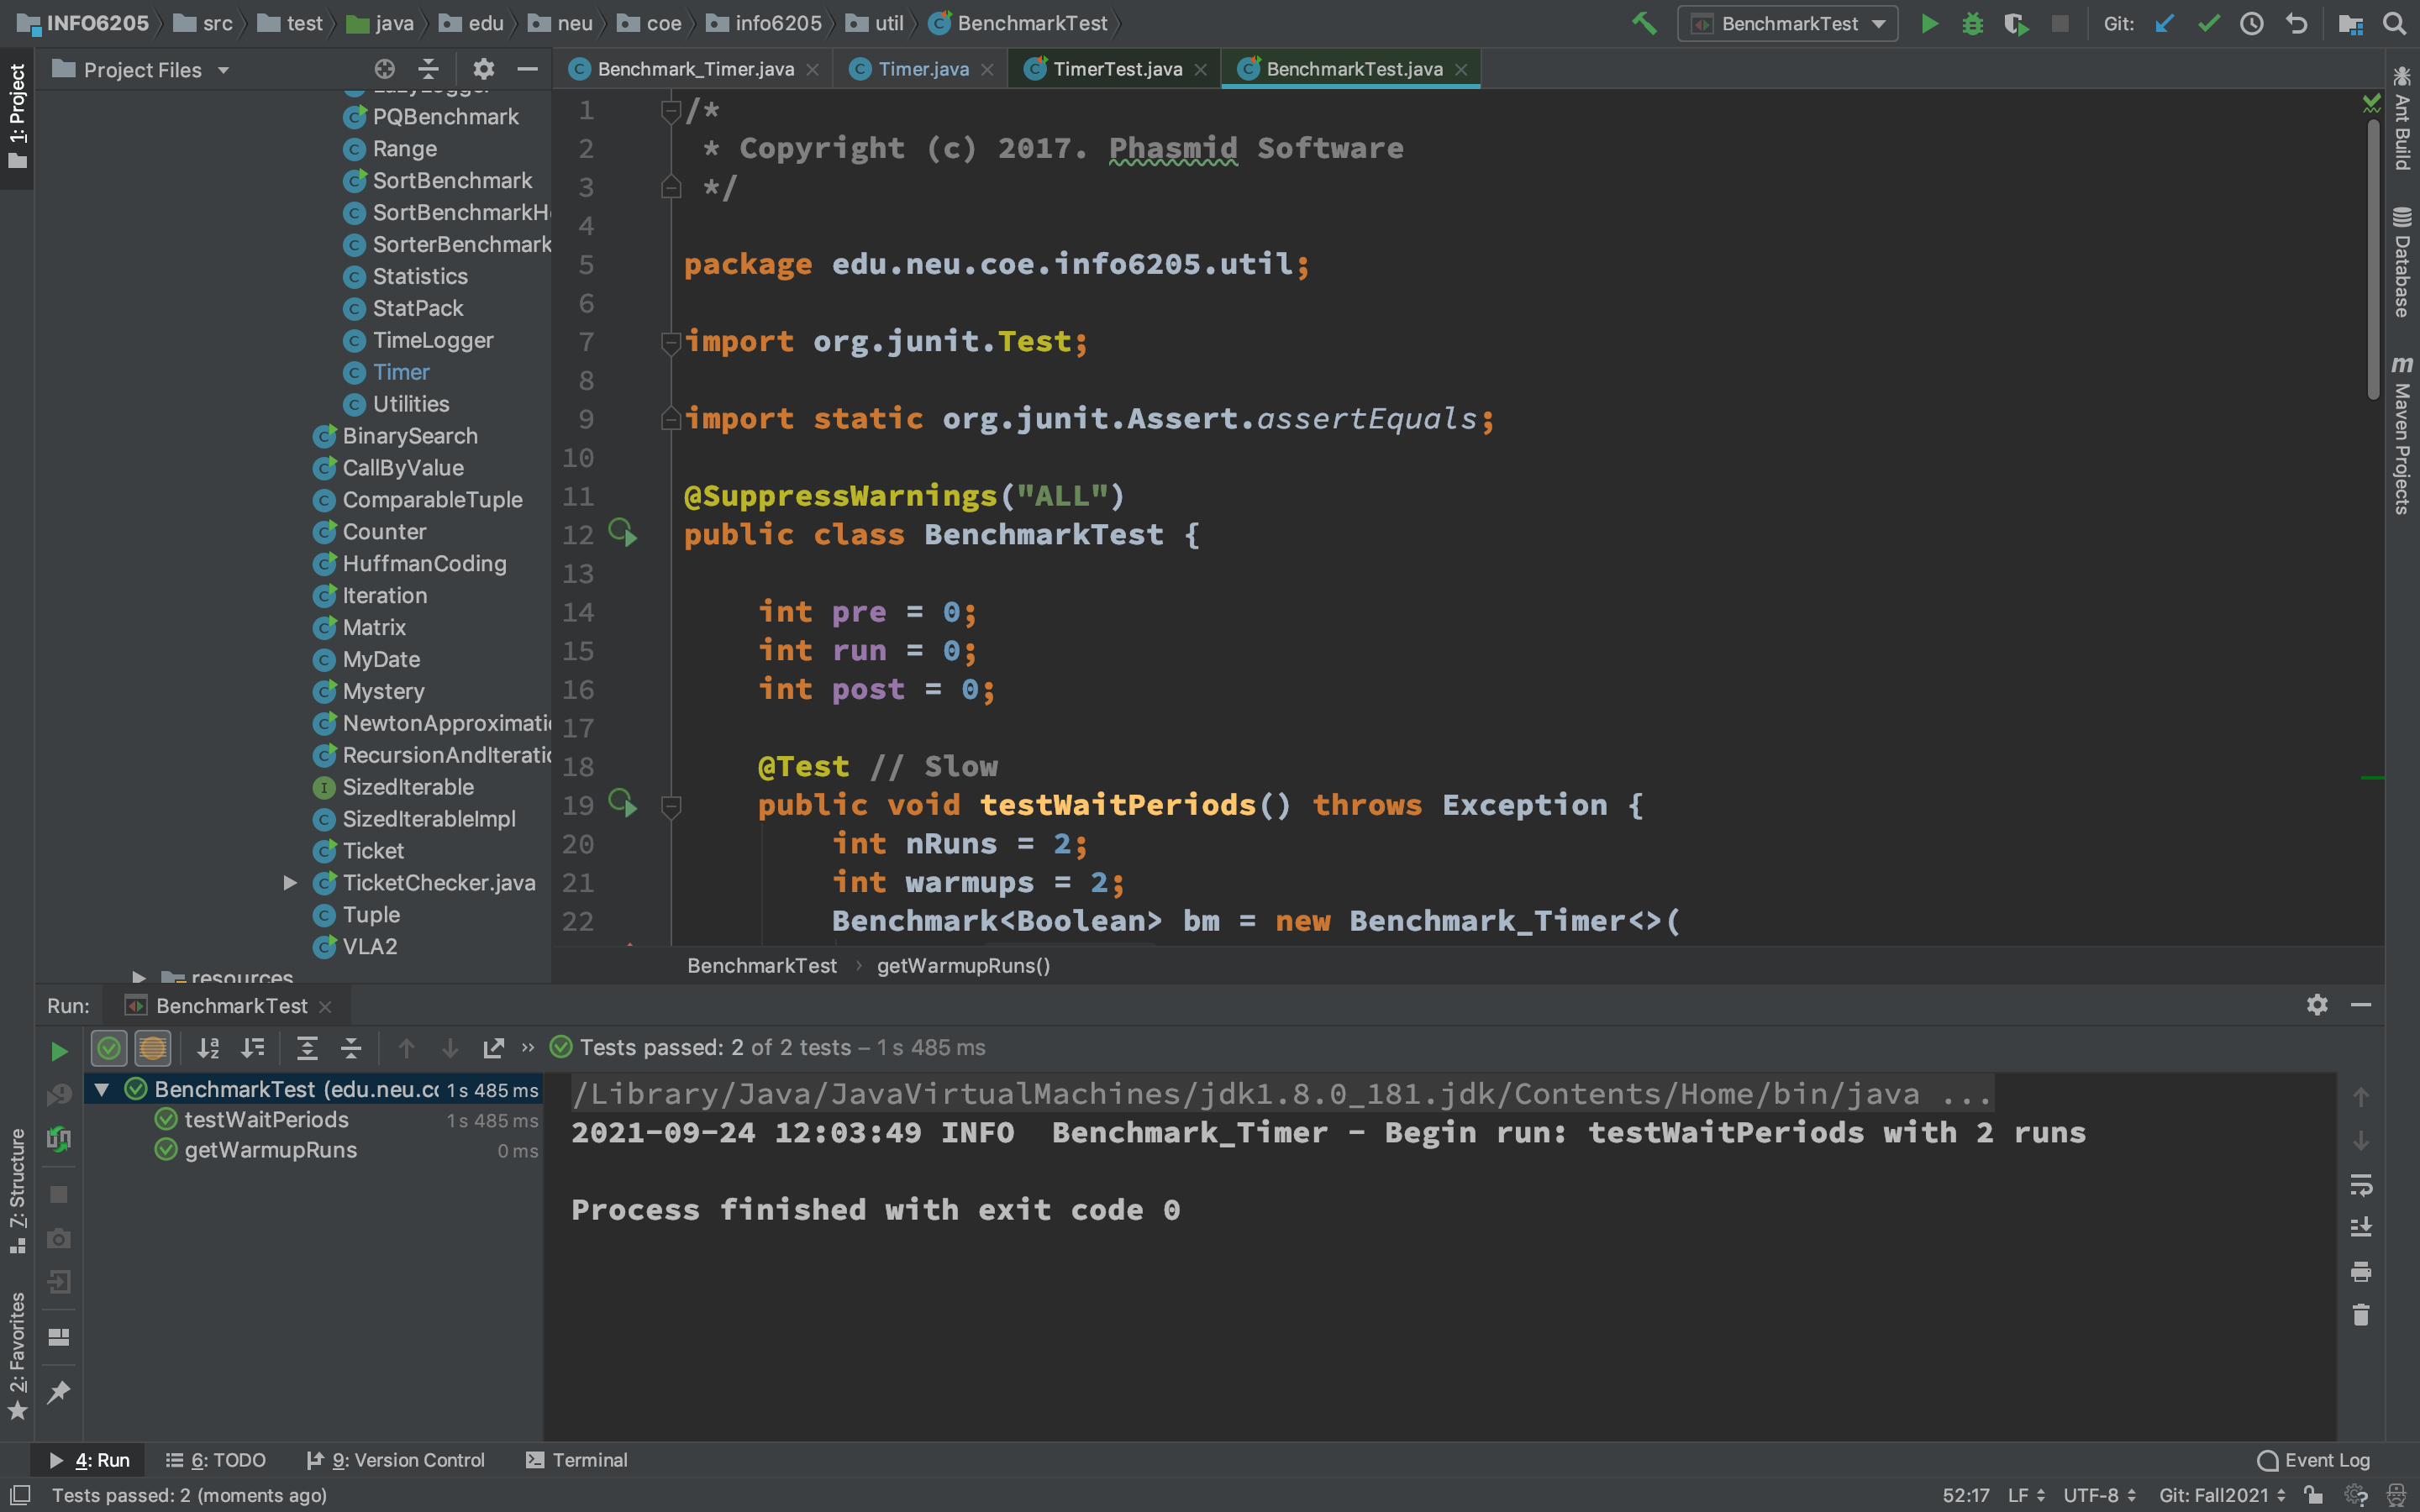 INFO6205 src test java edu neu coe info6205 util BenchmarkTest
BenchmarkTest Git:
1: Project
Project Files
Benchmark_Timer.java Timer.java TimerTest.java BenchmarkTest.java
PQBenchmark
Range
SortBenchmark
SortBenchmarkH
SorterBenchmark
Statistics
StatPack
TimeLogger
Timer
Utilities
BinarySearch
CallByValue
ComparableTuple
Counter
HuffmanCoding
Iteration
Matrix
MyDate
Mystery
NewtonApproximati
RecursionAndIterati
SizedIterable
SizedIterableImpl
Ticket
TicketChecker.java
Tuple
VLA2
resources
1 /*
2 * Copyright (c) 2017. Phasmid Software
3 */
4
5 package edu.neu.coe.info6205.util;
6
7 import org.junit.Test;
8
9 import static org.junit.Assert.assertEquals;
10
11 @SuppressWarnings("ALL")
12 public class BenchmarkTest {
13
14 int pre = 0;
15 int run = 0;
16 int post = 0;
17
18 @Test // Slow
19 public void testWaitPeriods() throws Exception {
20 int nRuns = 2;
21 int warmups = 2;
22 Benchmark<Boolean> bm = new Benchmark_Timer<>(
BenchmarkTest › getWarmupRuns()
Ant Build
Database
m Maven Projects
Run: BenchmarkTest
Tests passed: 2 of 2 tests – 1 s 485 ms
BenchmarkTest (edu.neu.co 1 s 485 ms
testWaitPeriods 1 s 485 ms
getWarmupRuns 0 ms
/Library/Java/JavaVirtualMachines/jdk1.8.0_181.jdk/Contents/Home/bin/java ...
2021-09-24 12:03:49 INFO Benchmark_Timer - Begin run: testWaitPeriods with 2 runs
Process finished with exit code 0
7: Structure
2: Favorites
4: Run 6: TODO 9: Version Control Terminal Event Log
Tests passed: 2 (moments ago) 52:17 LF UTF-8 Git: Fall2021